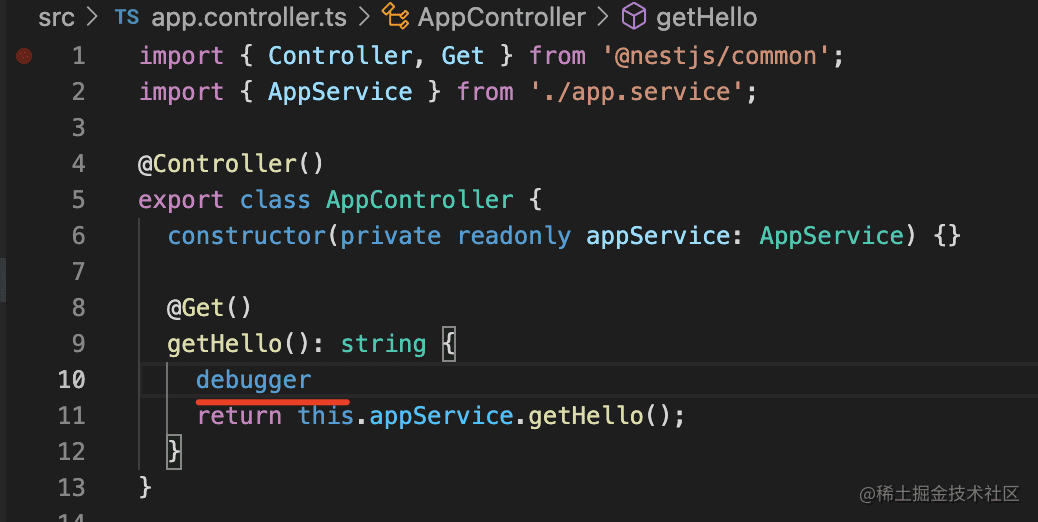 src > TS app.controller.ts > AppController > getHello
1 import { Controller, Get } from '@nestjs/common';
2 import { AppService } from './app.service';
3
4 @Controller()
5 export class AppController {
6 constructor(private readonly appService: AppService) {}
7
8 @Get()
9 getHello(): string {
10 debugger
11 return this.appService.getHello();
12 }
13 }
14
@稀土掘金技术社区